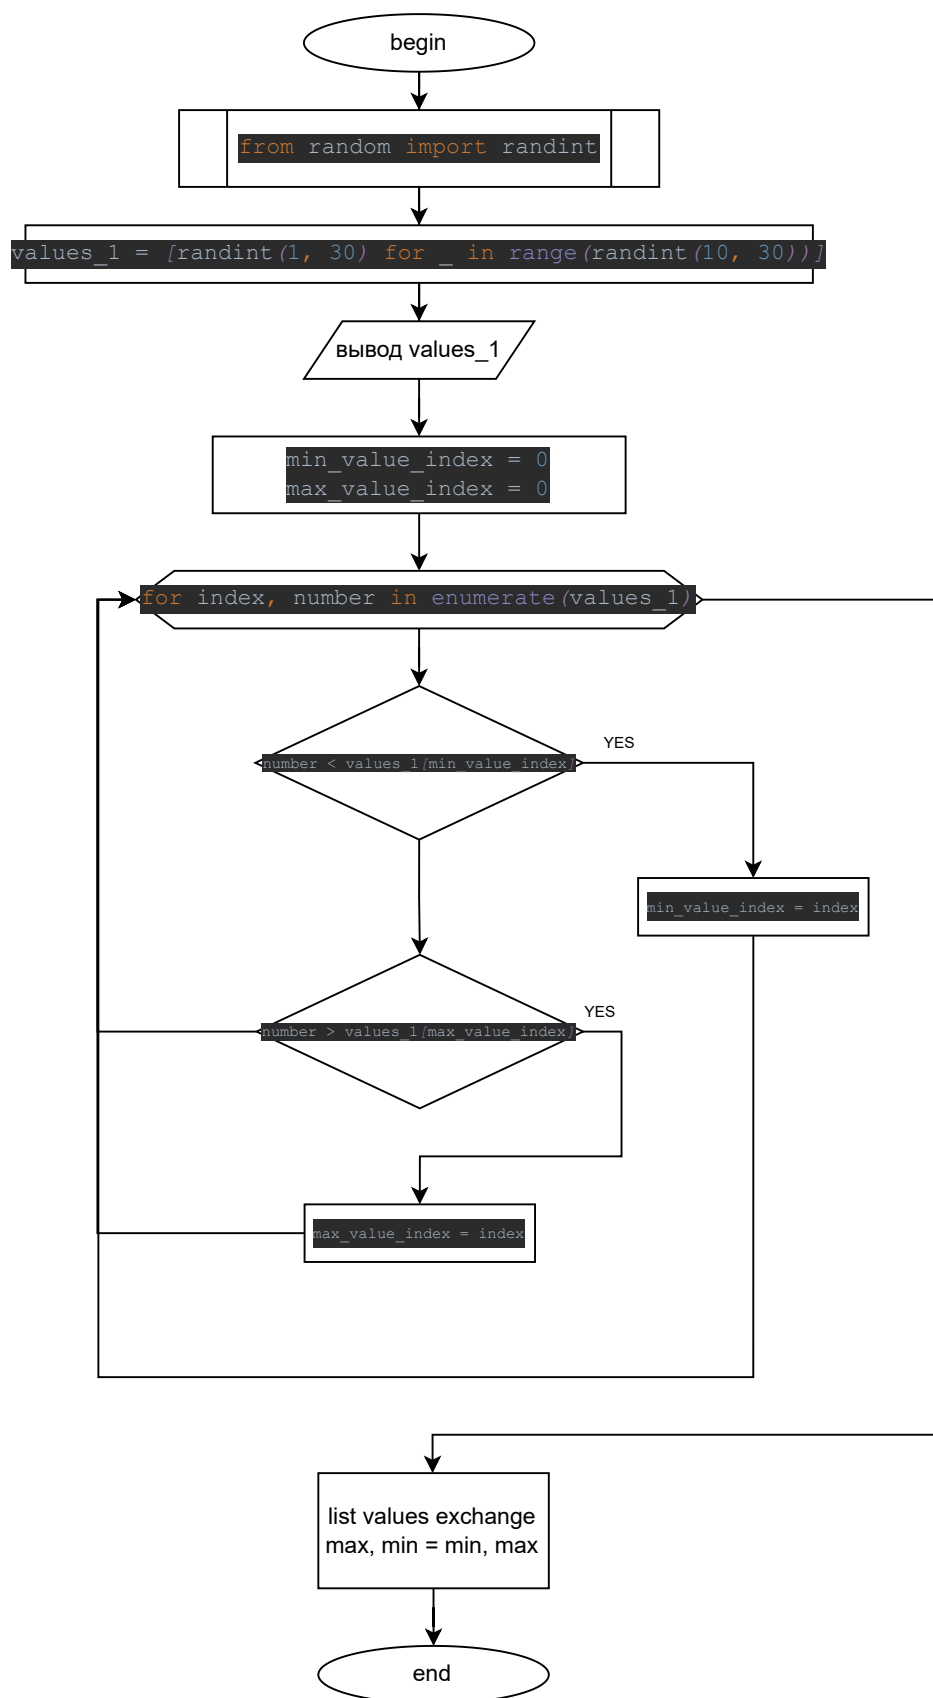 begin
from random import randint
values_1 = [randint(1, 30) for _ in range(randint(10, 30))]
вывод values_1
min_value_index = 0
max_value_index = 0
for index, number in enumerate(values_1)
YES
number < values_1[min_value_index]
min_value_index = index
YES
number > values_1[max_value_index]
max_value_index = index
list values exchange
max, min = min, max
end